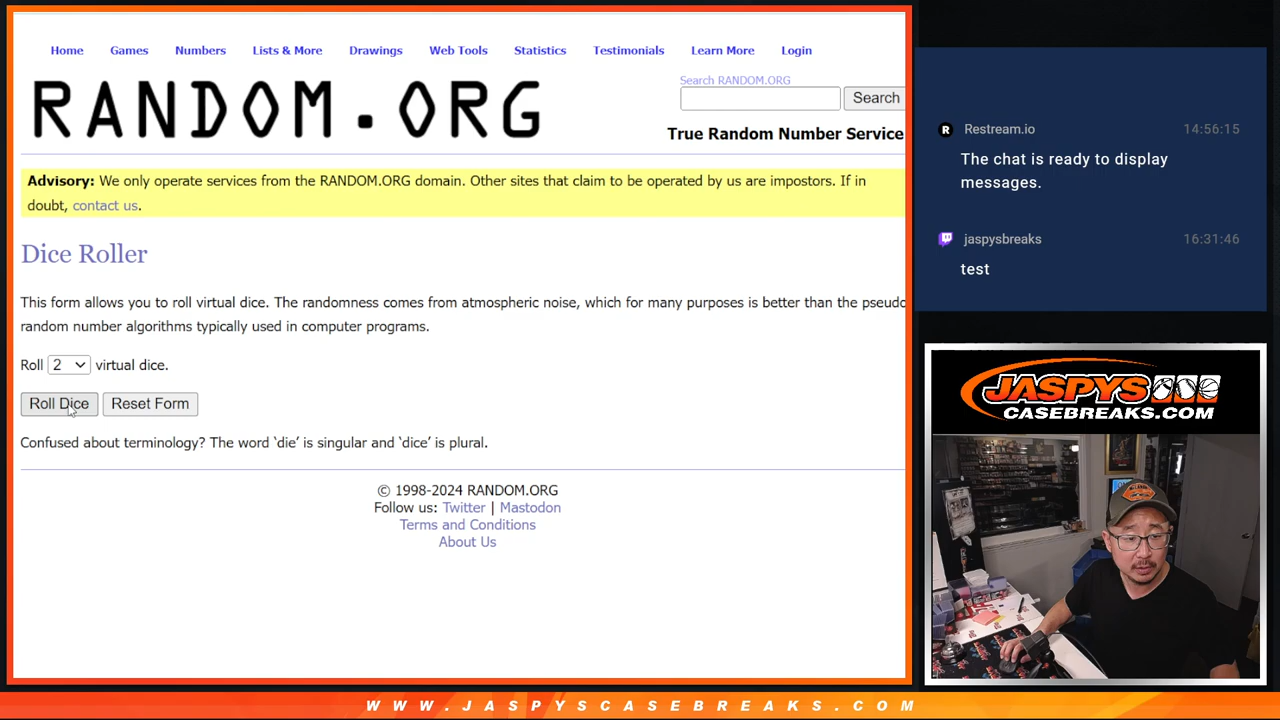 Home Games Numbers Lists & More Drawings Web Tools Statistics Testimonials Learn More Login
RANDOM.ORG
Search RANDOM.ORG
Search
True Random Number Service
Advisory: We only operate services from the RANDOM.ORG domain. Other sites that claim to be operated by us are impostors. If in
doubt, contact us.
Dice Roller
This form allows you to roll virtual dice. The randomness comes from atmospheric noise, which for many purposes is better than the pseudo
random number algorithms typically used in computer programs.
Roll 2 virtual dice.
Roll Dice Reset Form
Confused about terminology? The word ‘die’ is singular and ‘dice’ is plural.
© 1998-2024 RANDOM.ORG
Follow us: Twitter | Mastodon
Terms and Conditions
About Us
R Restream.io 14:56:15
The chat is ready to display
messages.
jaspysbreaks 16:31:46
test
JASPYS
CASEBREAKS.COM
WWW.JASPYSCASEBREAKS.COM